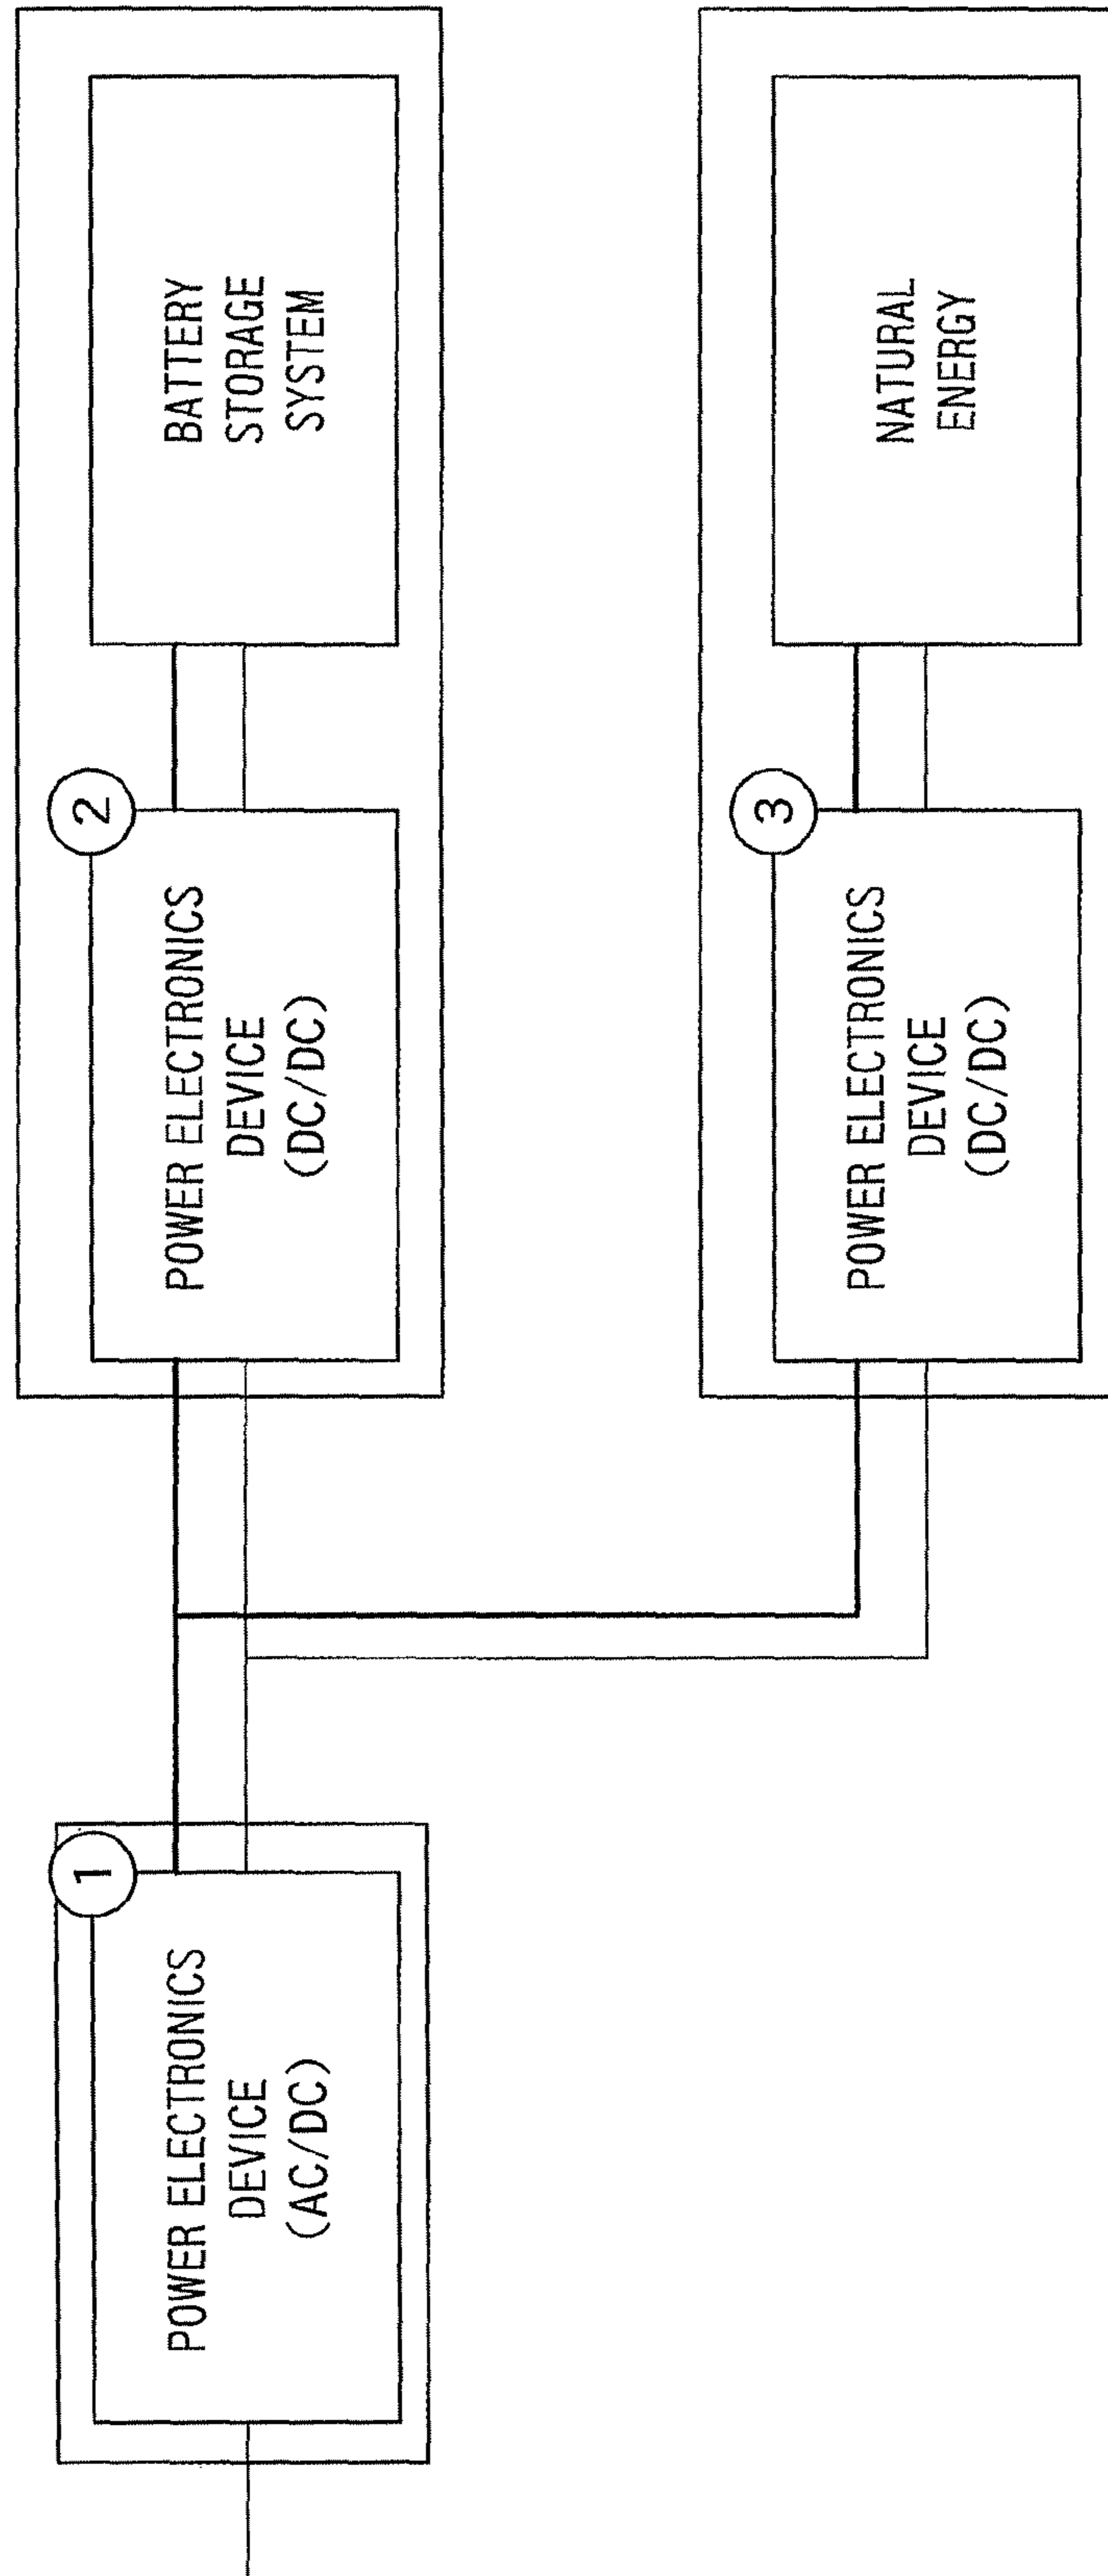 1
POWER ELECTRONICS
DEVICE
(AC/DC)
2
POWER ELECTRONICS
DEVICE
(DC/DC)
BATTERY
STORAGE
SYSTEM
3
POWER ELECTRONICS
DEVICE
(DC/DC)
NATURAL
ENERGY